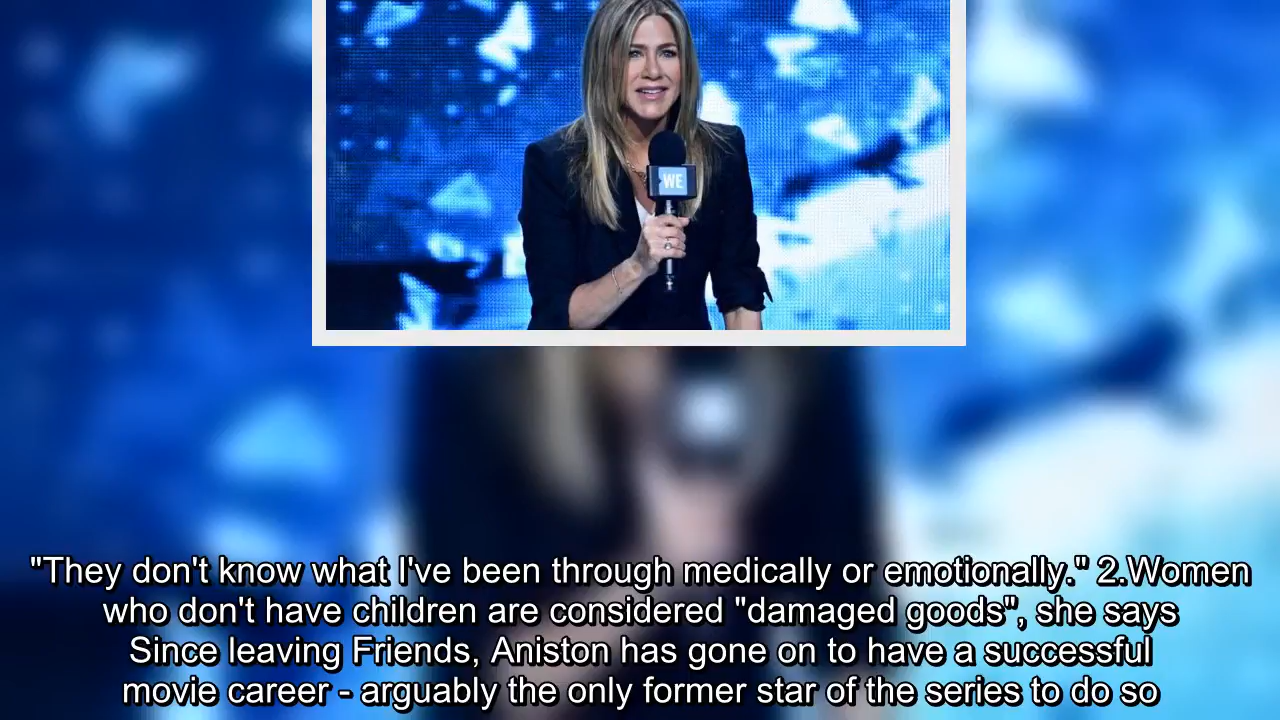 WE
"They don't know what I've been through medically or emotionally." 2.Women
who don't have children are considered "damaged goods", she says
Since leaving Friends, Aniston has gone on to have a successful
movie career - arguably the only former star of the series to do so